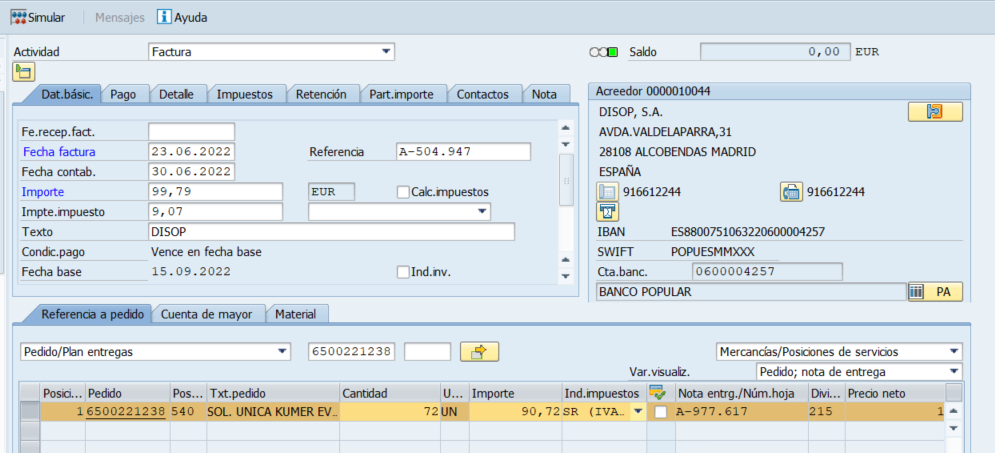 Simular Mensajes Ayuda
Actividad Factura Saldo 0,00 EUR
Dat.básic. Pago Detalle Impuestos Retención Part.importe Contactos Nota
Fe.recep.fact.
Fecha factura 23.06.2022 Referencia A-504.947
Fecha contab. 30.06.2022
Importe 99,79 EUR Calc.impuestos
Impte.impuesto 9,07
Texto DISOP
Condic.pago Vence en fecha base
Fecha base 15.09.2022 Ind.inv.
Acreedor 0000010044
DISOP, S.A.
AVDA.VALDELAPARRA,31
28108 ALCOBENDAS MADRID
ESPAÑA
916612244 916612244
IBAN ES8800751063220600004257
SWIFT POPUESMMXXX
Cta.banc. 0600004257
BANCO POPULAR PA
Referencia a pedido Cuenta de mayor Material
Pedido/Plan entregas 6500221238 Mercancías/Posiciones de servicios
Var.visualiz. Pedido; nota de entrega
Posici... Pedido Pos... Txt.pedido Cantidad U... Importe Ind.impuestos Nota entrg./Núm.hoja Divi... Precio neto
1 6500221238 540 SOL. UNICA KUMER EV... 72 UN 90,72 SR (IVA... A-977.617 215 1